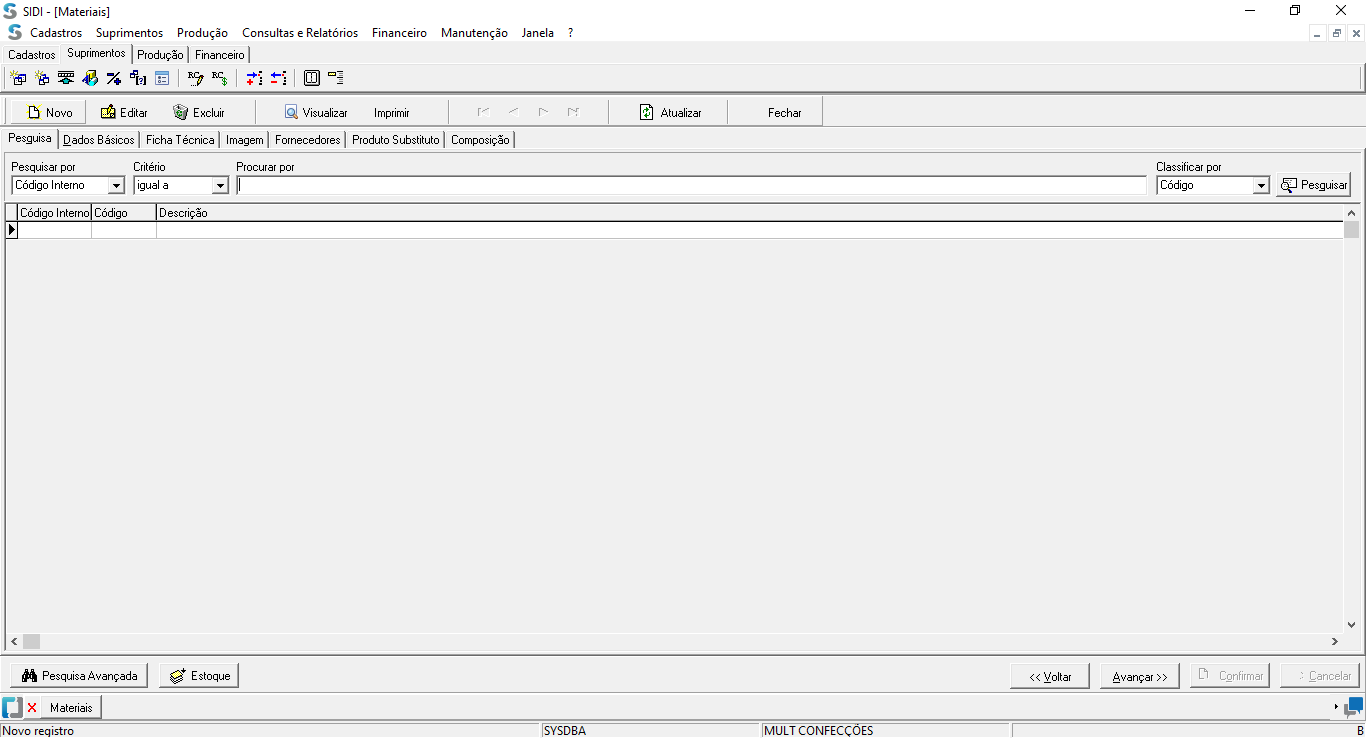 SIDI - [Materiais]
Cadastros Suprimentos Produção Consultas e Relatórios Financeiro Manutenção Janela ?
Cadastros Suprimentos Produção Financeiro
Novo Editar Excluir Visualizar Imprimir Atualizar Fechar
Pesquisa Dados Básicos Ficha Técnica Imagem Fornecedores Produto Substituto Composição
Pesquisar por Critério Procurar por Classificar por
Código Interno igual a Código Pesquisar
Código Interno Código Descrição
Pesquisa Avançada Estoque << Voltar Avançar >> Confirmar Cancelar
Materiais
Novo registro SYSDBA MULT CONFECÇÕES B